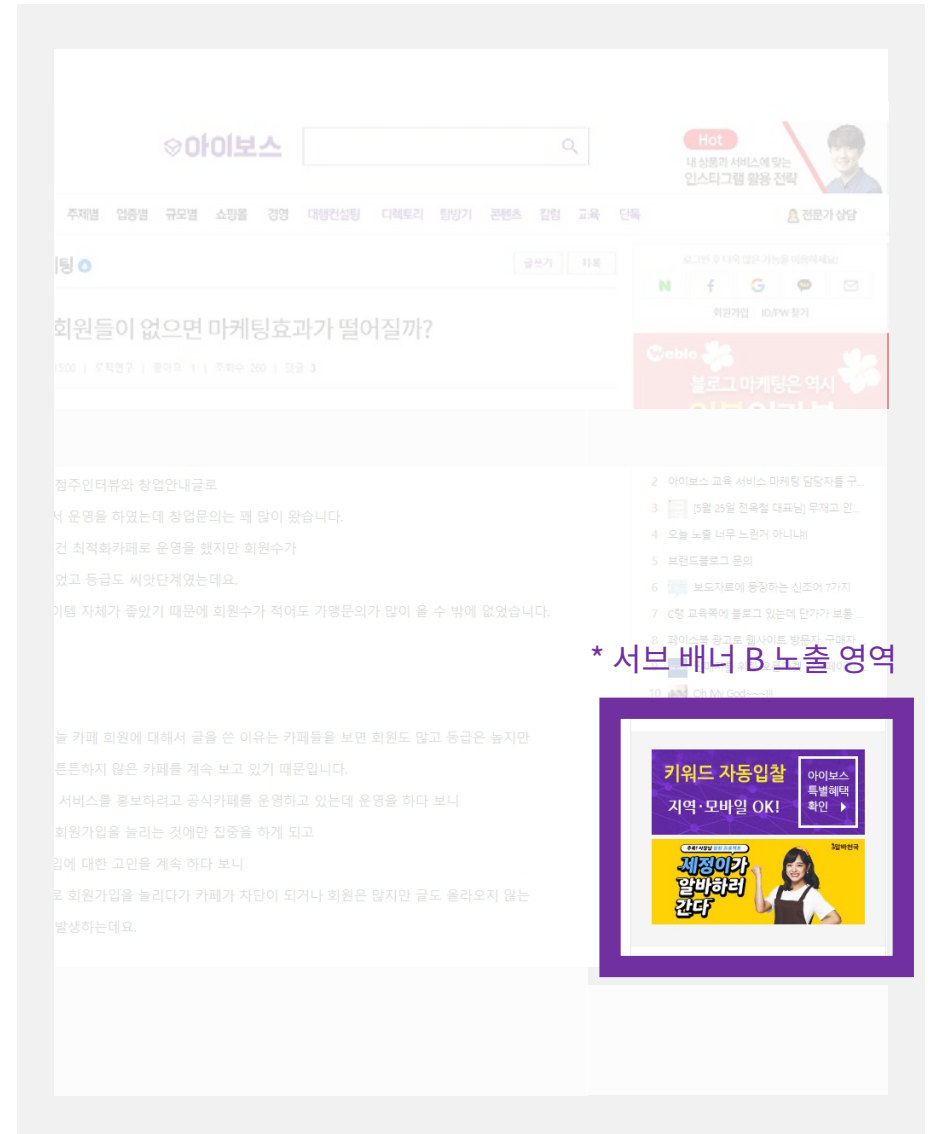 아이보스
Hot
내 상품과 서비스에 맞는
인스타그램 활용 전략
주제별 업종별 규모별 쇼핑몰 경영 대행컨설팅 디렉토리 팁방기 콘텐츠 칼럼 교육 단톡
전문가 상담
글쓰기 목록
회원가입 ID/PW 찾기
회원들이 없으면 마케팅효과가 떨어질까?
Weble
블로그 마케팅은 역시
점주인터뷰와 창업안내글로
서 운영을 하였는데 창업문의는 꽤 많이 왔습니다.
건 최적화카페로 운영을 했지만 회원수가
었고 등급도 씨앗단계였는데요.
이템 자체가 좋았기 때문에 회원수가 적어도 가맹문의가 많이 올 수 밖에 없었습니다.
2 아이보스 교육 서비스 마케팅 담당자를 구...
3 [5월 25일 전옥철 대표님] 무재고 인...
4 오늘 노출 너무 느린거 아니냐!!
5 브랜드블로그 문의
6 보도자료에 등장하는 신조어 7가지
7 C랭 교육쪽에 블로그 있는데 단가가 보통 ...
8 페이스북 광고로 웹사이트 방문자, 구매자
* 서브 배너 B 노출 영역
10 Oh My God~~~!!!
늘 카페 회원에 대해서 글을 쓴 이유는 카페들을 보면 회원도 많고 등급은 높지만
튼튼하지 않은 카페를 계속 보고 있기 때문입니다.
서비스를 홍보하려고 공식카페를 운영하고 있는데 운영을 하다 보니
회원가입을 늘리는 것에만 집중을 하게 되고
입에 대한 고민을 계속 하다 보니
로 회원가입을 늘리다가 카페가 차단이 되거나 회원은 많지만 글도 올라오지 않는
발생하는데요.
키워드 자동입찰
지역·모바일 OK!
아이보스
특별혜택
확인
알바천국
세정이가
알바하러
간다